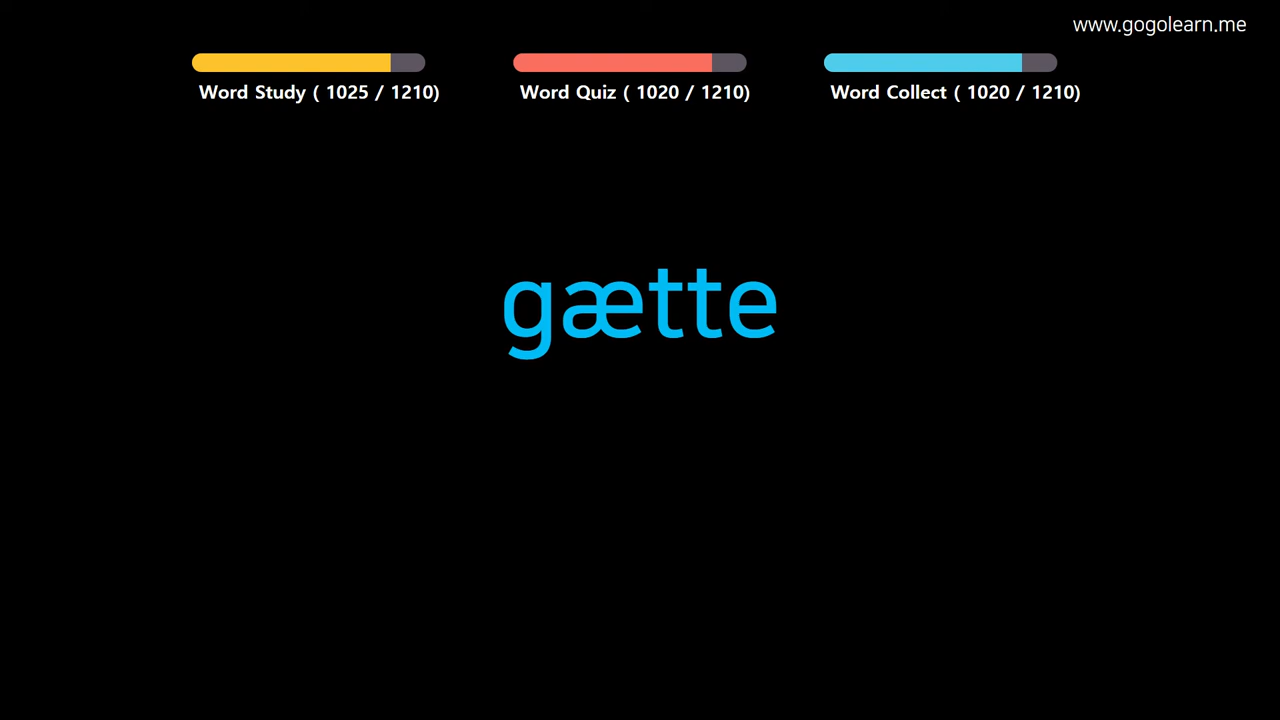 www.gogolearn.me
Word Study ( 1025 / 1210)
Word Quiz ( 1020 / 1210)
Word Collect ( 1020 / 1210)
gætte